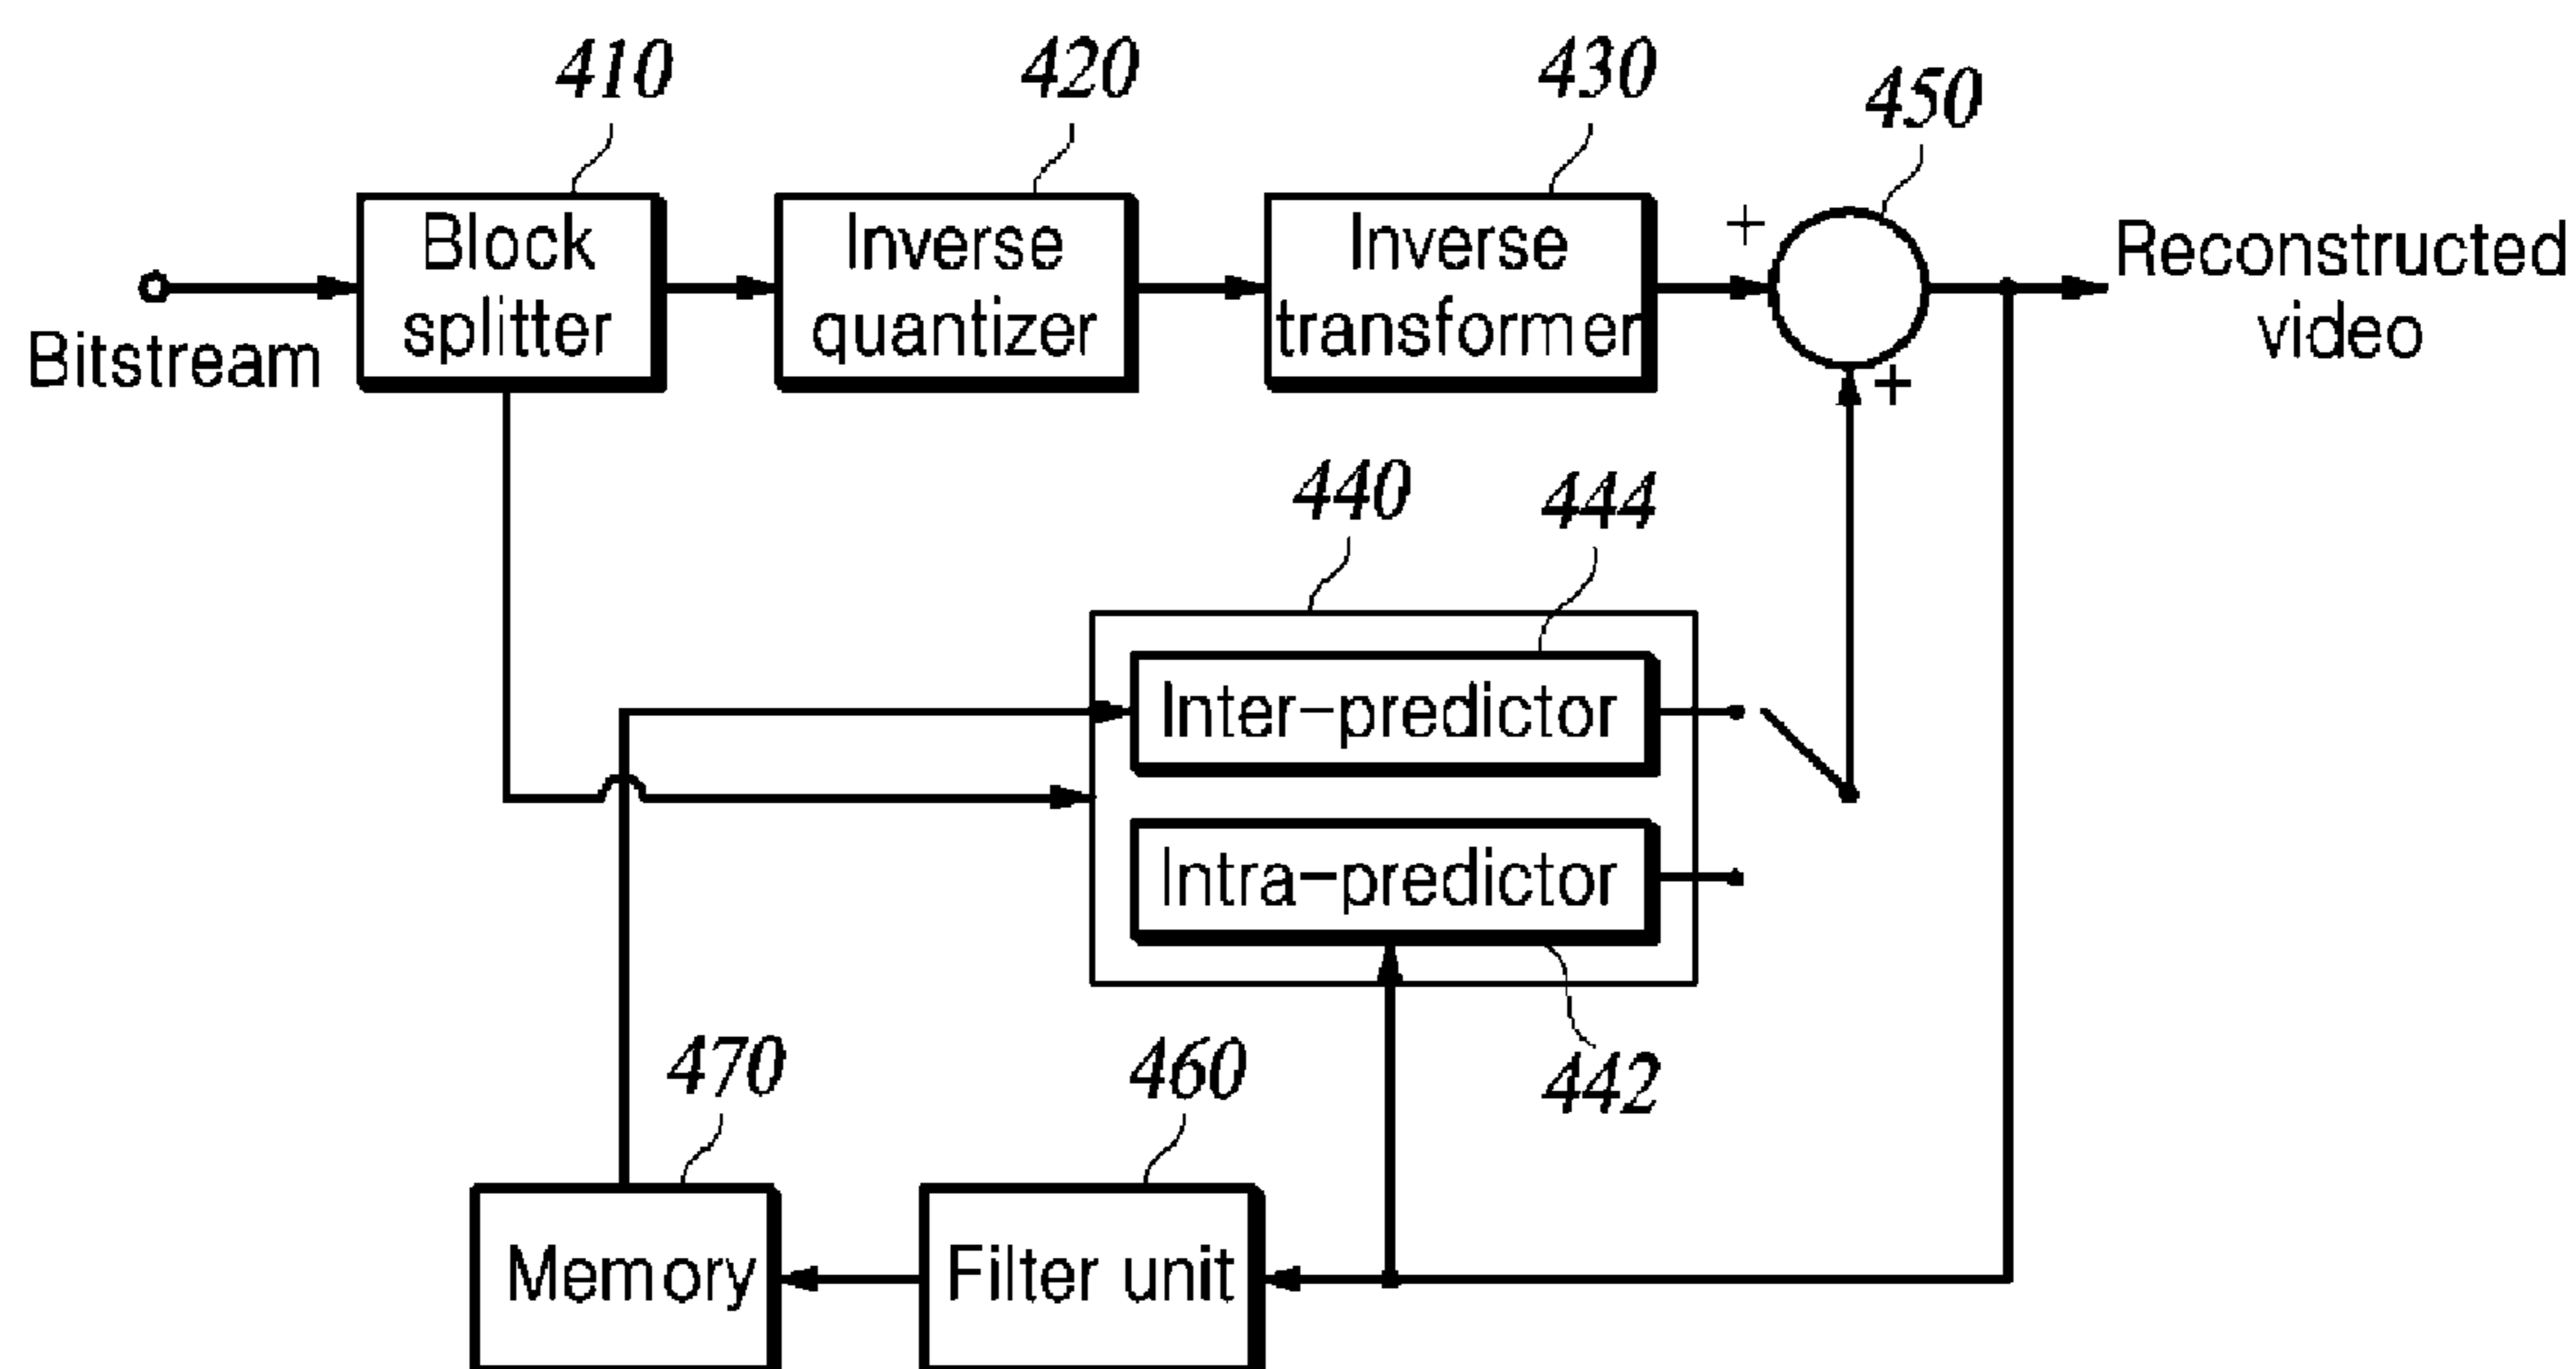 410
420
430
450
Block
splitter
Inverse
quantizer
Inverse
transformer
+
+
Reconstructed
video
Bitstream
440
444
Inter-predictor
Intra-predictor
442
470
460
Memory
Filter unit